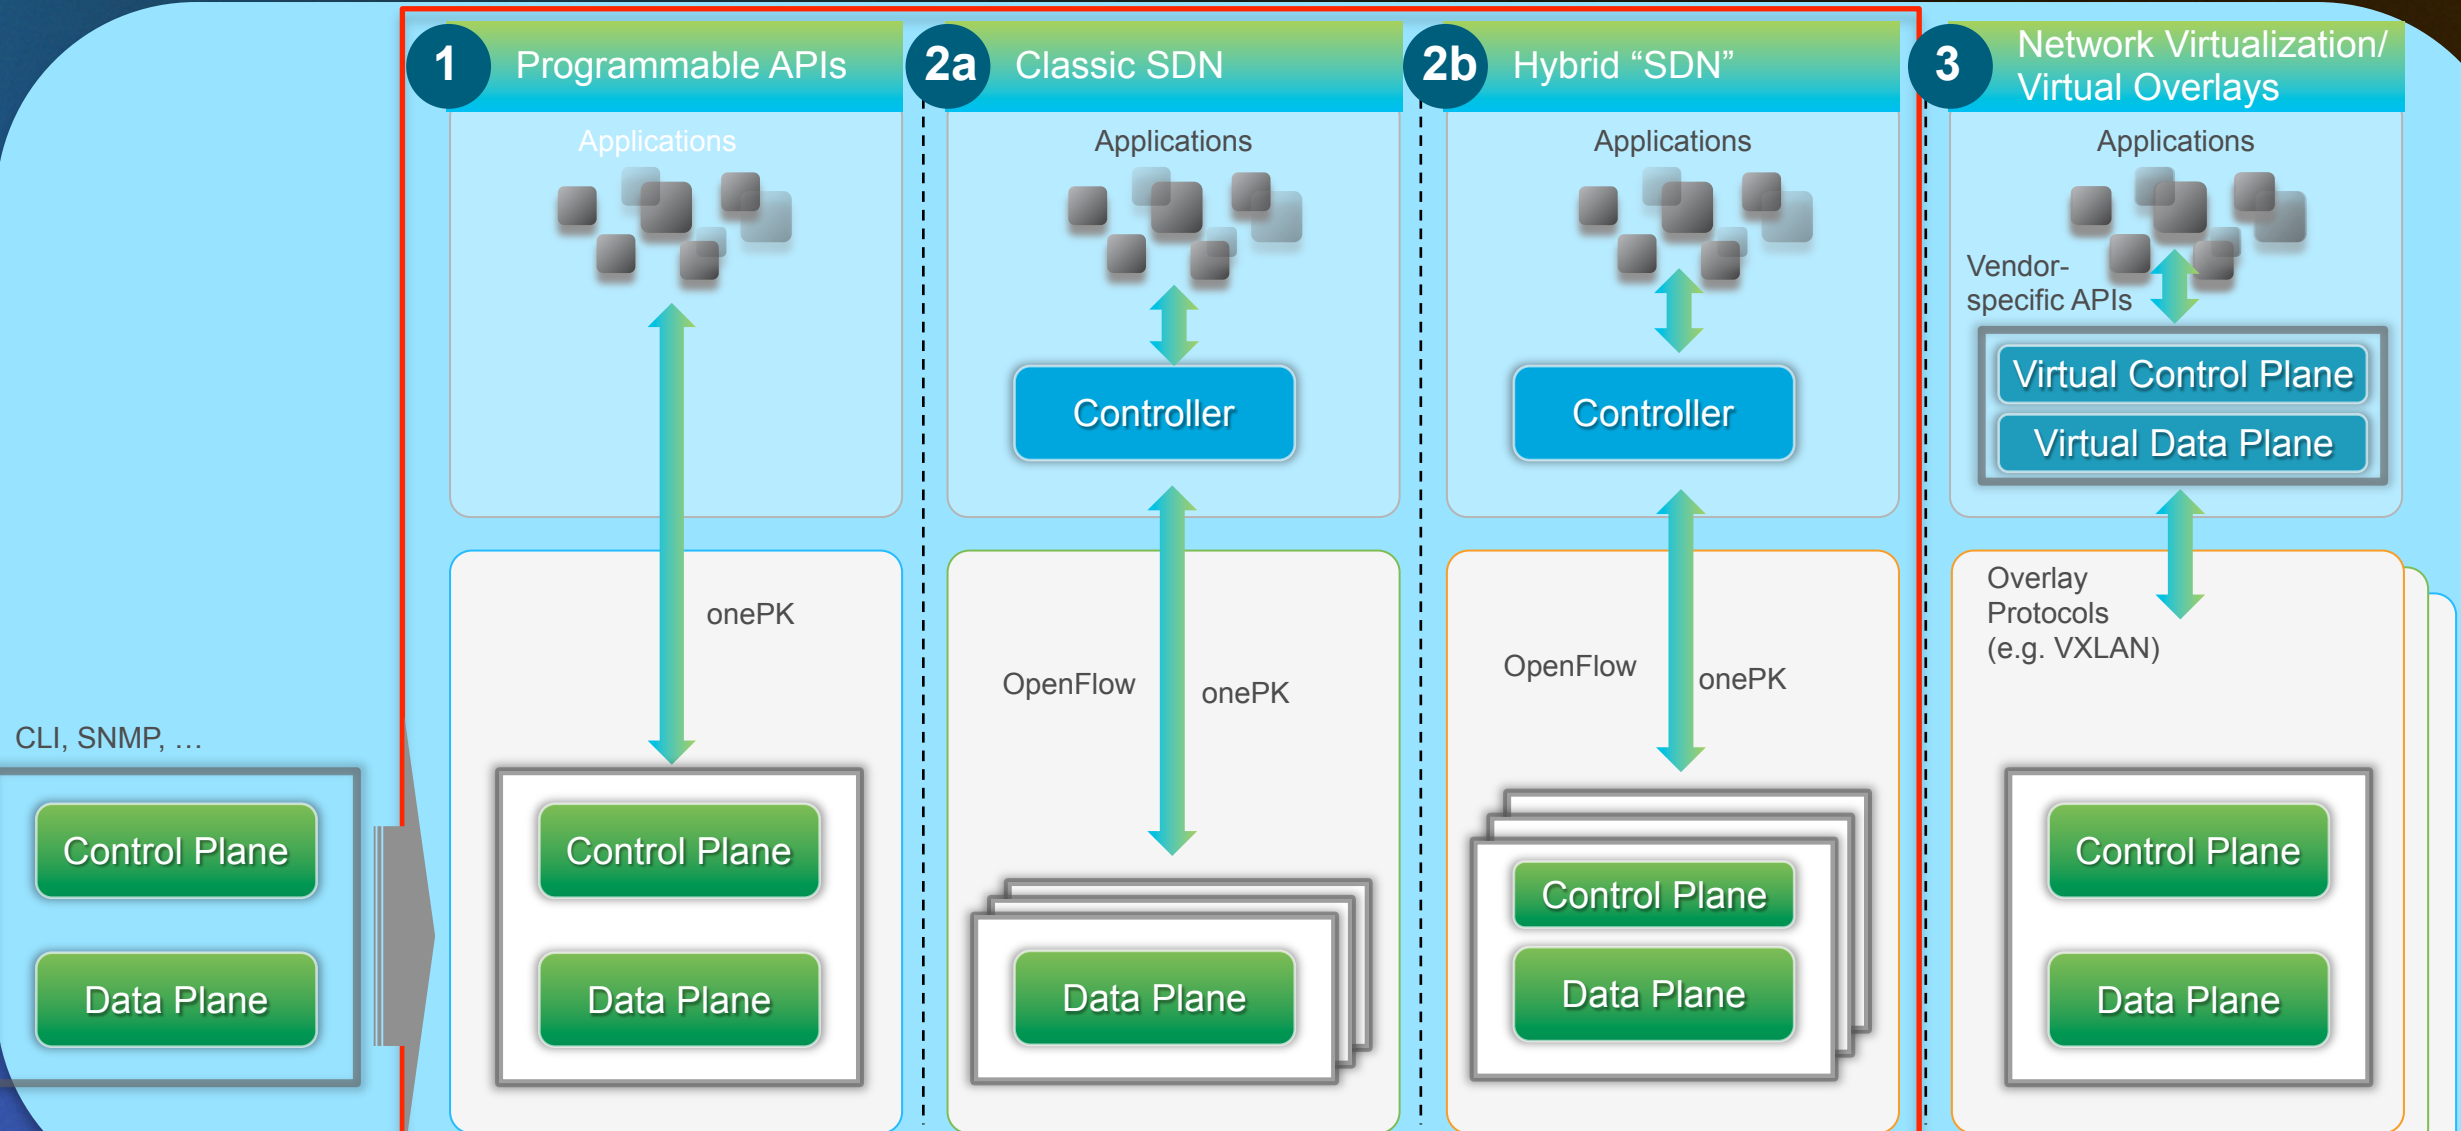 CLI, SNMP, …
Control Plane
Data Plane
1
Programmable APIs
Applications
onePK
Control Plane
Data Plane
2a
Classic SDN
Applications
Controller
OpenFlow
onePK
Data Plane
2b
Hybrid “SDN”
Applications
Controller
OpenFlow
onePK
Control Plane
Data Plane
3
Network Virtualization/
Virtual Overlays
Applications
Vendor-
specific APIs
Virtual Control Plane
Virtual Data Plane
Overlay
Protocols
(e.g. VXLAN)
Control Plane
Data Plane